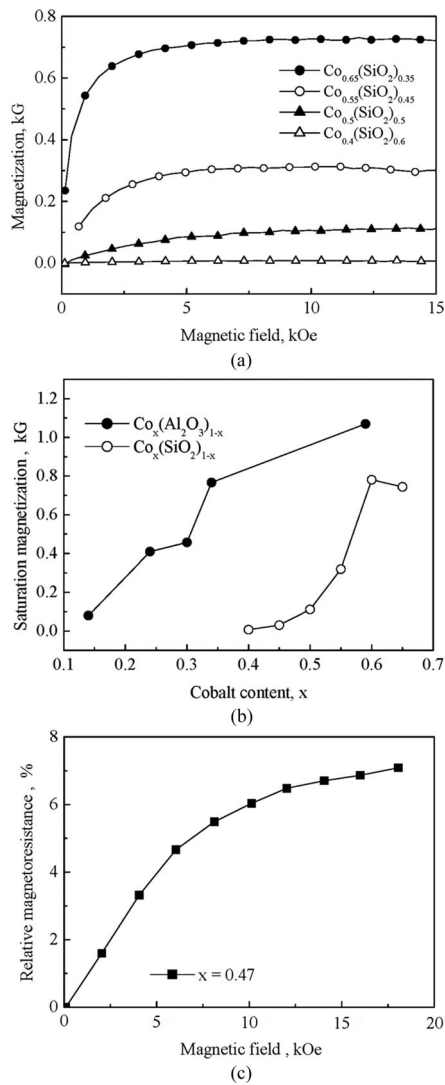 0.8
0.6
0.4
0.2
0.0
Magnetization, kG
Co0.65(SiO2)0.35
Co0.55(SiO2)0.45
Co0.5(SiO2)0.5
Co0.4(SiO2)0.6
0 5 10 15
Magnetic field, kOe
(a)
1.2
1.0
0.8
0.6
0.4
0.2
0.0
Saturation magnetization , kG
Cox(Al2O3)1-x
Cox(SiO2)1-x
0.1 0.2 0.3 0.4 0.5 0.6 0.7
Cobalt content, x
(b)
8
6
4
2
0
Relative magnetoresistance , %
x = 0.47
0 5 10 15 20
Magnetic field , kOe
(c)